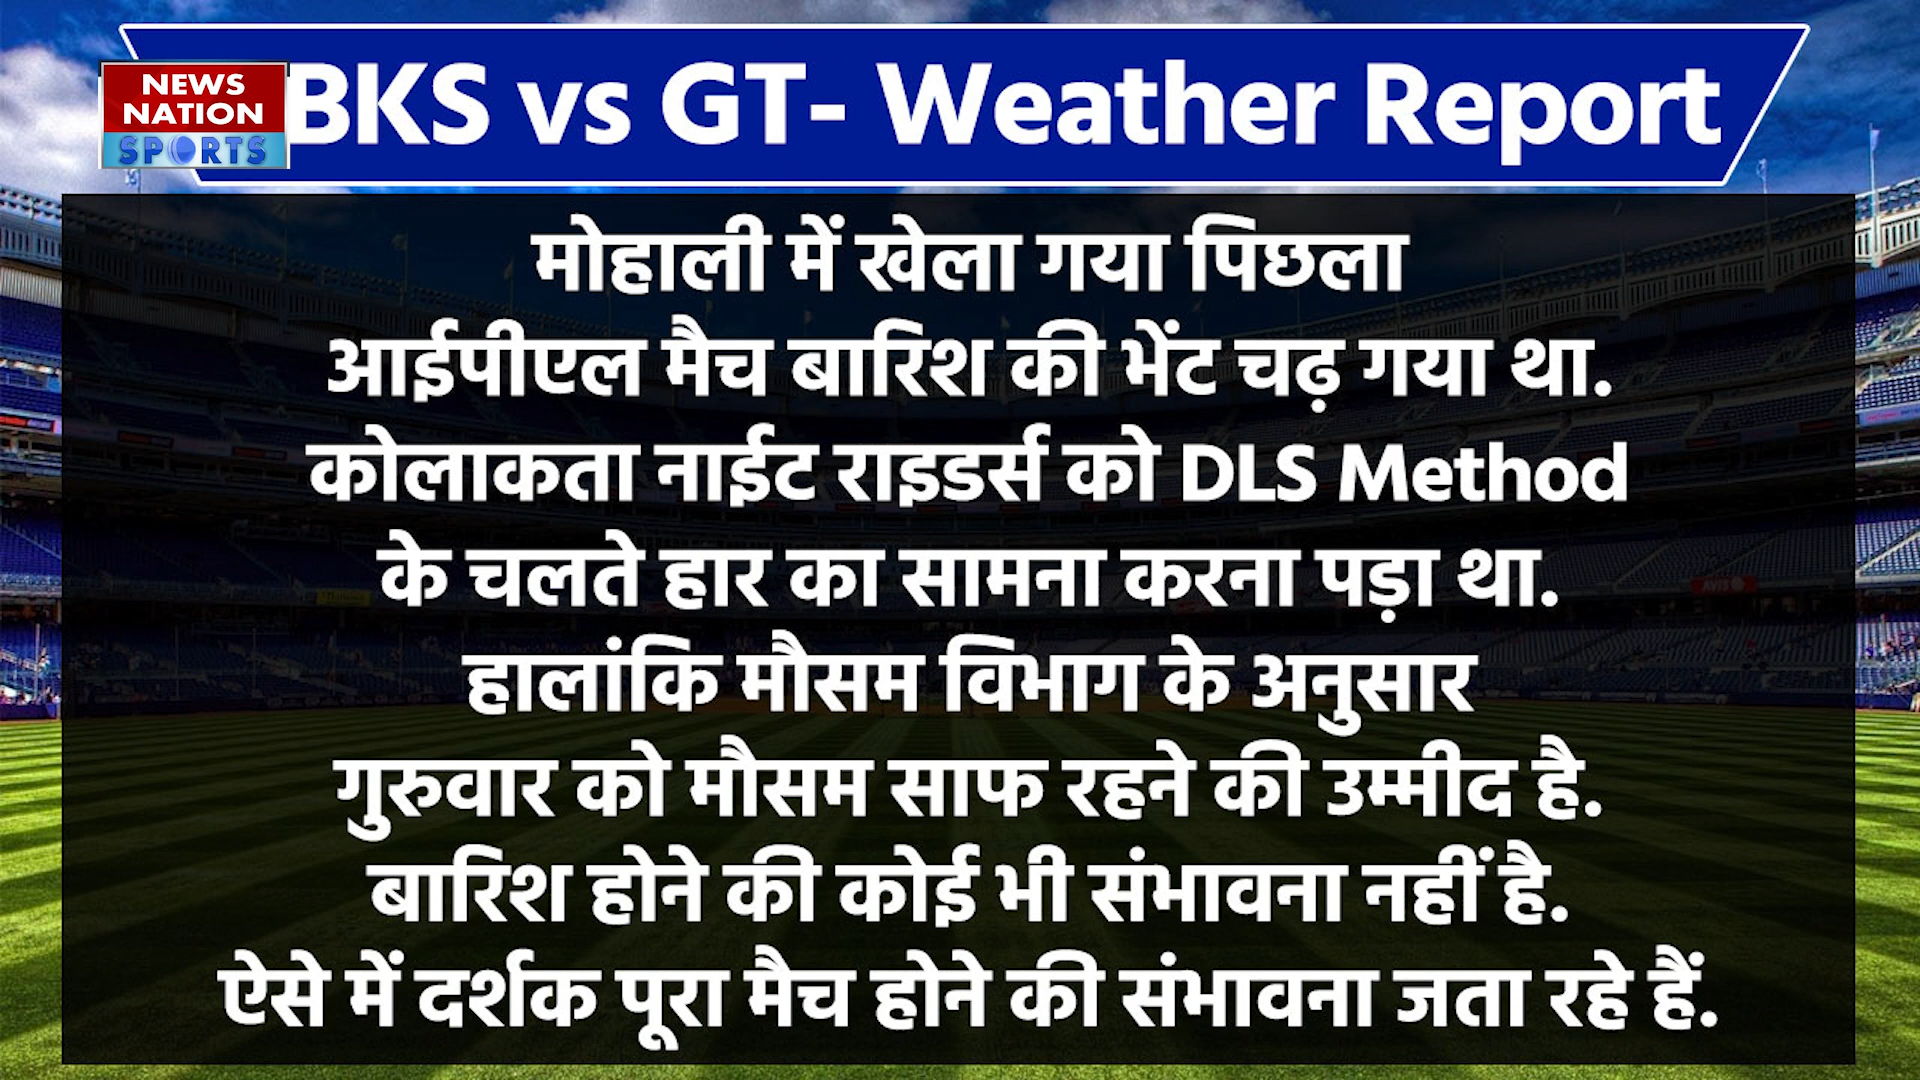 NEWS
NATION
SPORTS
BKS vs GT- Weather Report
मोहाली में खेला गया पिछला
आईपीएल मैच बारिश की भेंट चढ़ गया था.
कोलाकता नाईट राइडर्स को DLS Method
के चलते हार का सामना करना पड़ा था.
हालांकि मौसम विभाग के अनुसार
गुरुवार को मौसम साफ रहने की उम्मीद है.
बारिश होने की कोई भी संभावना नहीं है.
ऐसे में दर्शक पूरा मैच होने की संभावना जता रहे हैं.